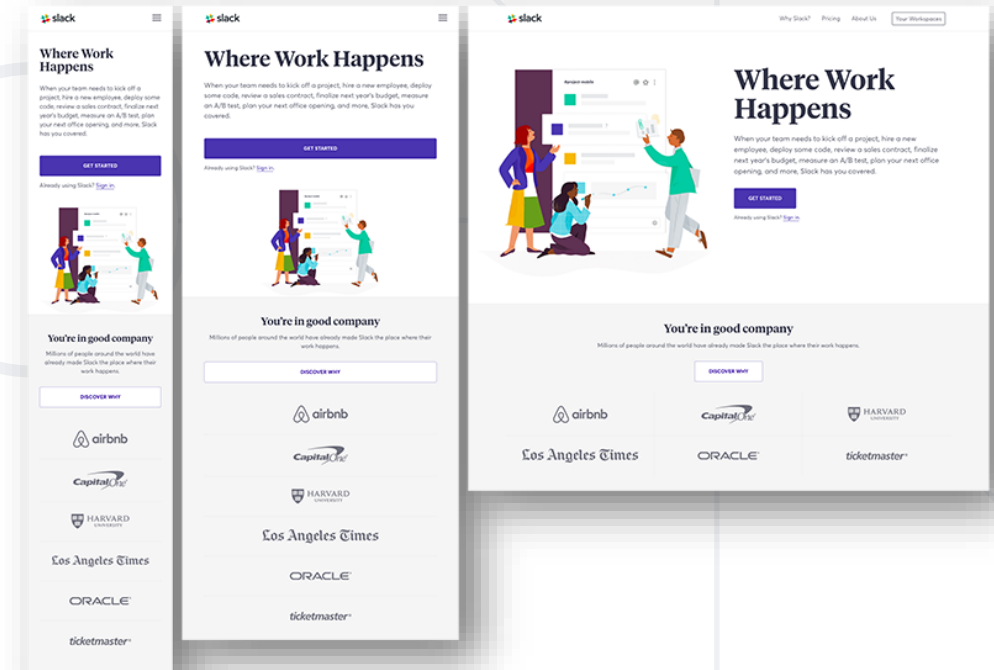 slack
Where Work
Happens
When your team needs to kick off a
project, hire a new employee, deploy some
code, review a sales contract, finalize next
year's budget, measure an A/B test, plan
your next office opening, and more, Slack
has you covered.
GET STARTED
Already using Slack? Sign in.
You're in good company
Millions of people around the world have
already made Slack the place where their
work happens.
DISCOVER WHY
airbnb
Capital One
HARVARD
UNIVERSITY
Los Angeles Times
ORACLE
ticketmaster
slack
Where Work Happens
When your team needs to kick off a project, hire a new employee, deploy
some code, review a sales contract, finalize next year's budget, measure
an A/B test, plan your next office opening, and more, Slack has you
covered.
GET STARTED
Already using Slack? Sign in.
You're in good company
Millions of people around the world have already made Slack the place where their
work happens.
DISCOVER WHY
airbnb
Capital One
HARVARD
UNIVERSITY
Los Angeles Times
ORACLE
ticketmaster
slack
Why Slack? Pricing About Us Your Workspaces
#project-mobile
Where Work
Happens
When your team needs to kick off a project, hire a new
employee, deploy some code, review a sales contract, finalize
next year's budget, measure an A/B test, plan your next office
opening, and more, Slack has you covered.
GET STARTED
Already using Slack? Sign in.
You're in good company
Millions of people around the world have already made Slack the place where their work happens.
DISCOVER WHY
airbnb Capital One HARVARD
UNIVERSITY
Los Angeles Times ORACLE ticketmaster